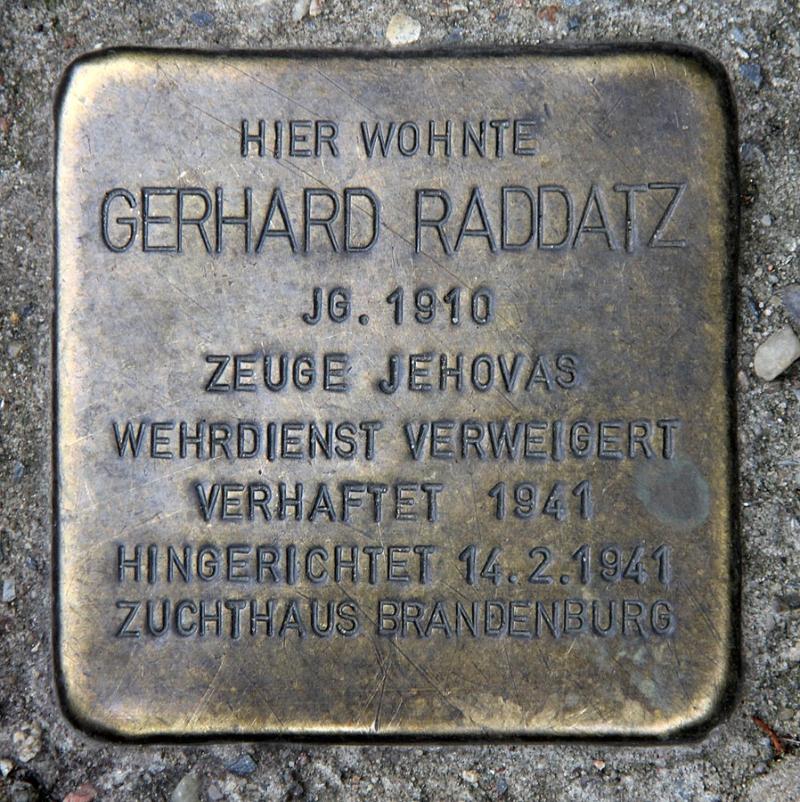 HIER WOHNTE
GERHARD RADDATZ
JG. 1910
ZEUGE JEHOVAS
WEHRDIENST VERWEIGERT
VERHAFTET 1941
HINGERICHTET 14.2.1941
ZUCHTHAUS BRANDENBURG